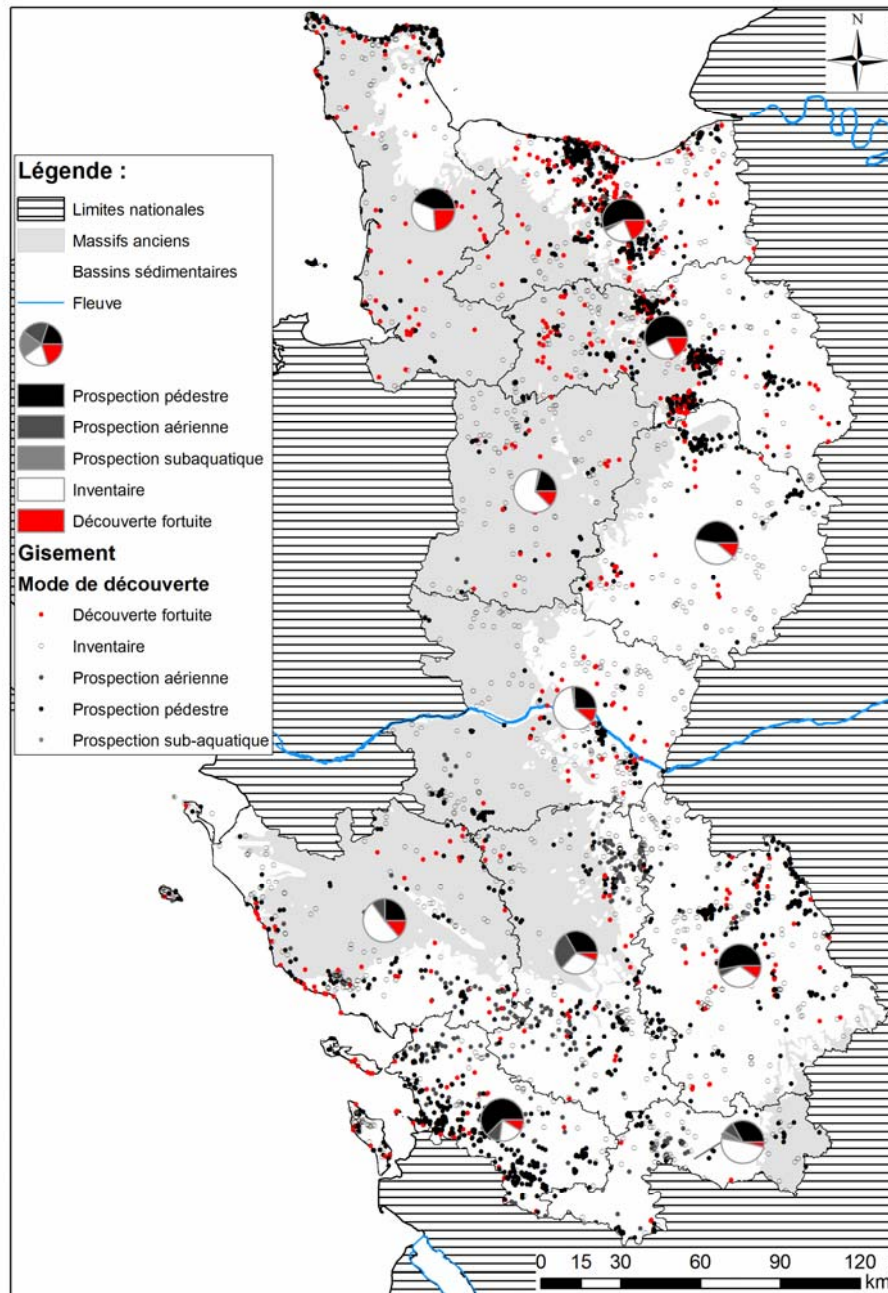 N
Légende :
Limites nationales
Massifs anciens
Bassins sédimentaires
Fleuve
Prospection pédestre
Prospection aérienne
Prospection subaquatique
Inventaire
Découverte fortuite
Gisement
Mode de découverte
Découverte fortuite
Inventaire
Prospection aérienne
Prospection pédestre
Prospection sub-aquatique
0 15 30 60 90 120
km